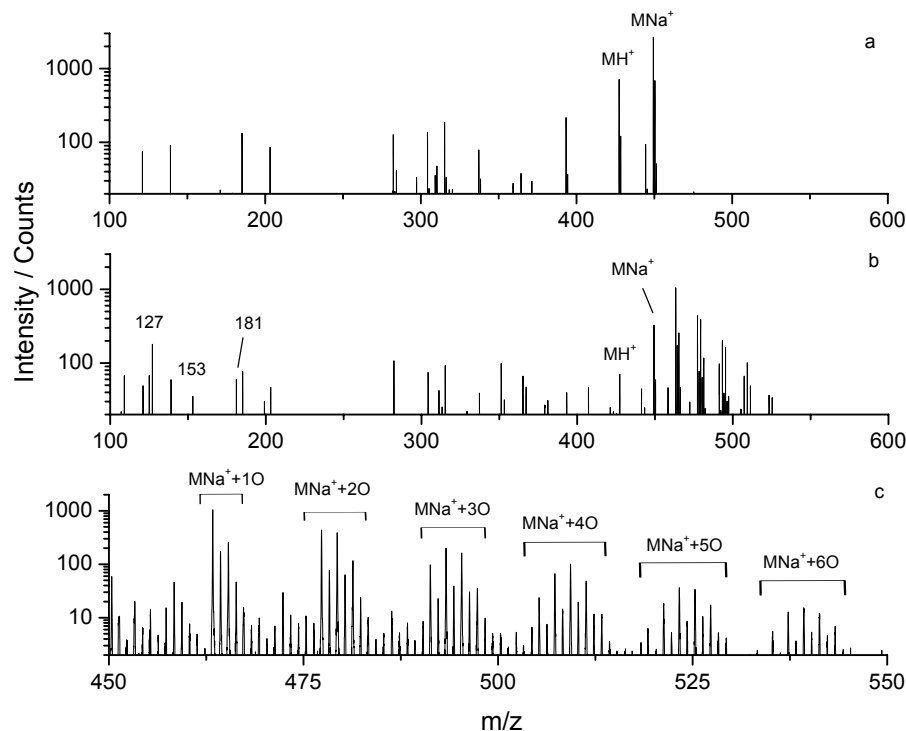 a
MNa⁺
MH⁺
1000
100
100 200 300 400 500 600
b
MNa⁺
127
181
153
MH⁺
1000
100
100 200 300 400 500 600
Intensity / Counts
c
MNa⁺+1O
MNa⁺+2O
MNa⁺+3O
MNa⁺+4O
MNa⁺+5O
MNa⁺+6O
1000
100
10
450 475 500 525 550
m/z